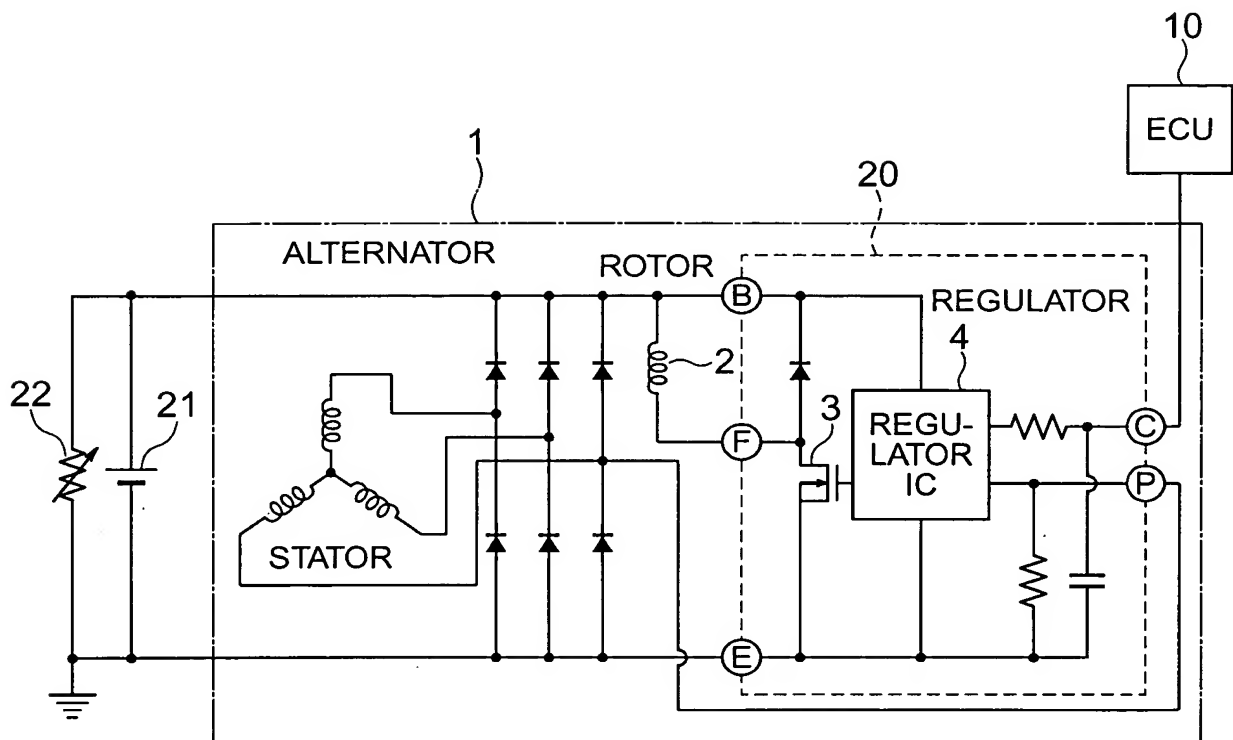 10
ECU
1
20
ALTERNATOR
ROTOR
B
REGULATOR
4
2
22
21
3
F
REGU-
LATOR
IC
C
P
STATOR
E